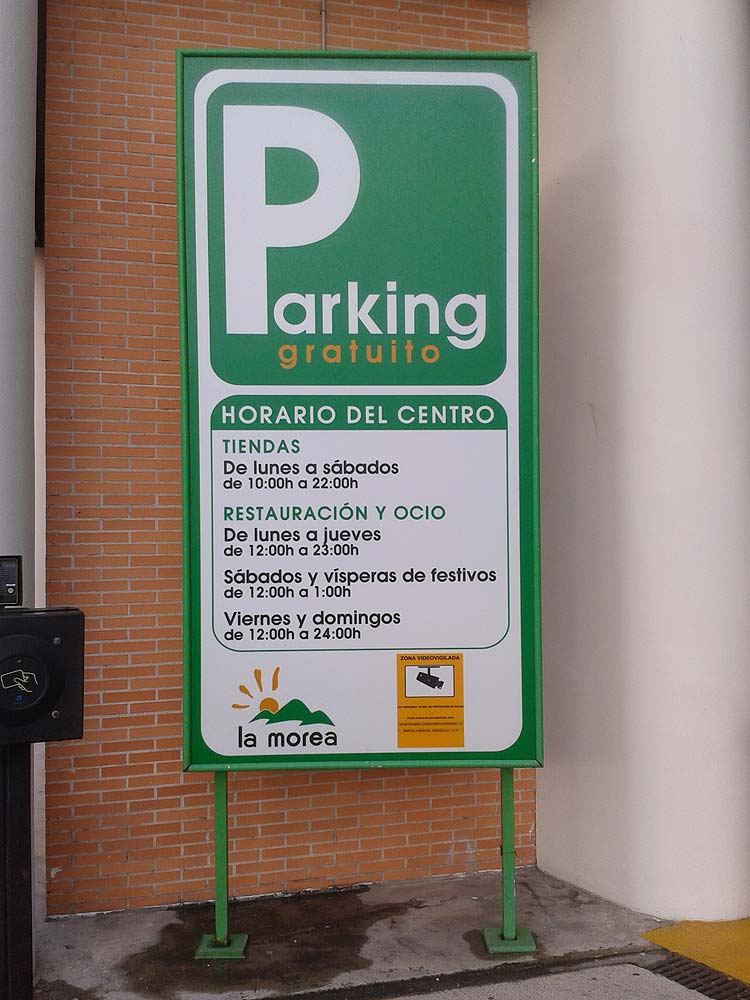 Parking
gratuito
HORARIO DEL CENTRO
TIENDAS
De lunes a sábados
de 10:00h a 22:00h
RESTAURACIÓN Y OCIO
De lunes a jueves
de 12:00h a 23:00h
Sábados y vísperas de festivos
de 12:00h a 1:00h
Viernes y domingos
de 12:00h a 24:00h
la morea
ZONA VIDEOVIGILADA